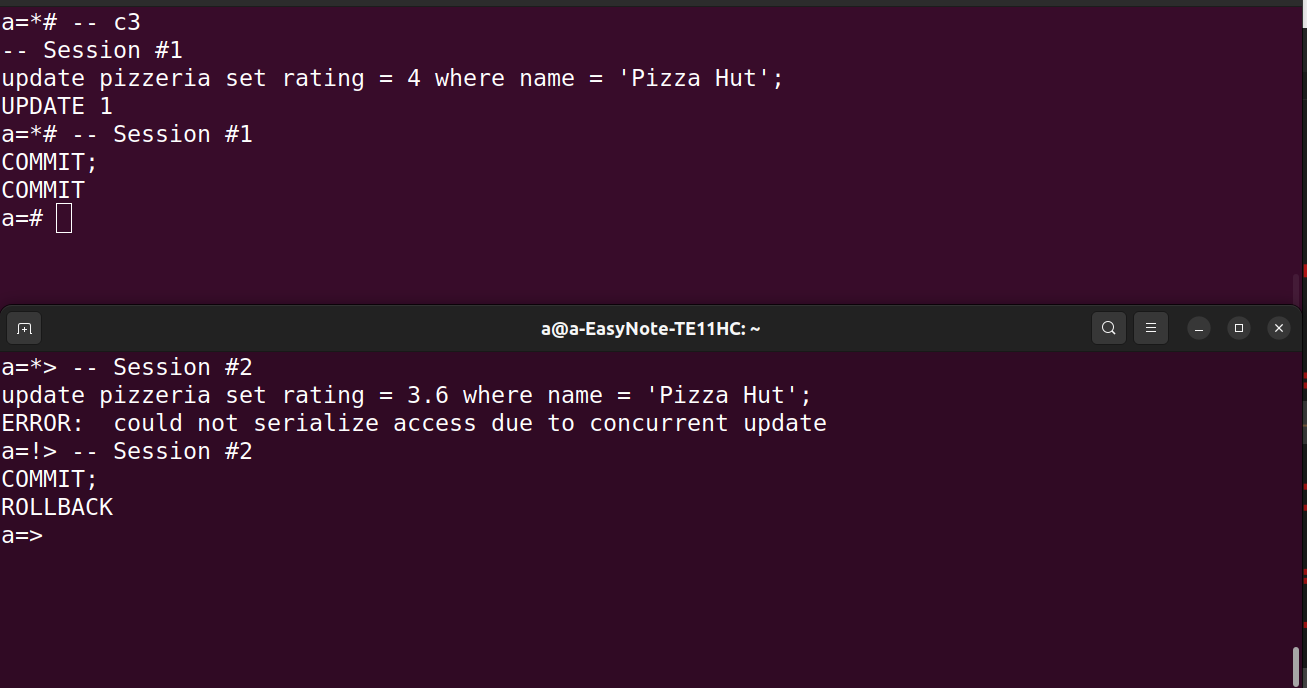 a=*# -- c3
-- Session #1
update pizzeria set rating = 4 where name = 'Pizza Hut';
UPDATE 1
a=*# -- Session #1
COMMIT;
COMMIT
a=#
a@a-EasyNote-TE11HC: ~
a=*> -- Session #2
update pizzeria set rating = 3.6 where name = 'Pizza Hut';
ERROR:  could not serialize access due to concurrent update
a=!> -- Session #2
COMMIT;
ROLLBACK
a=>